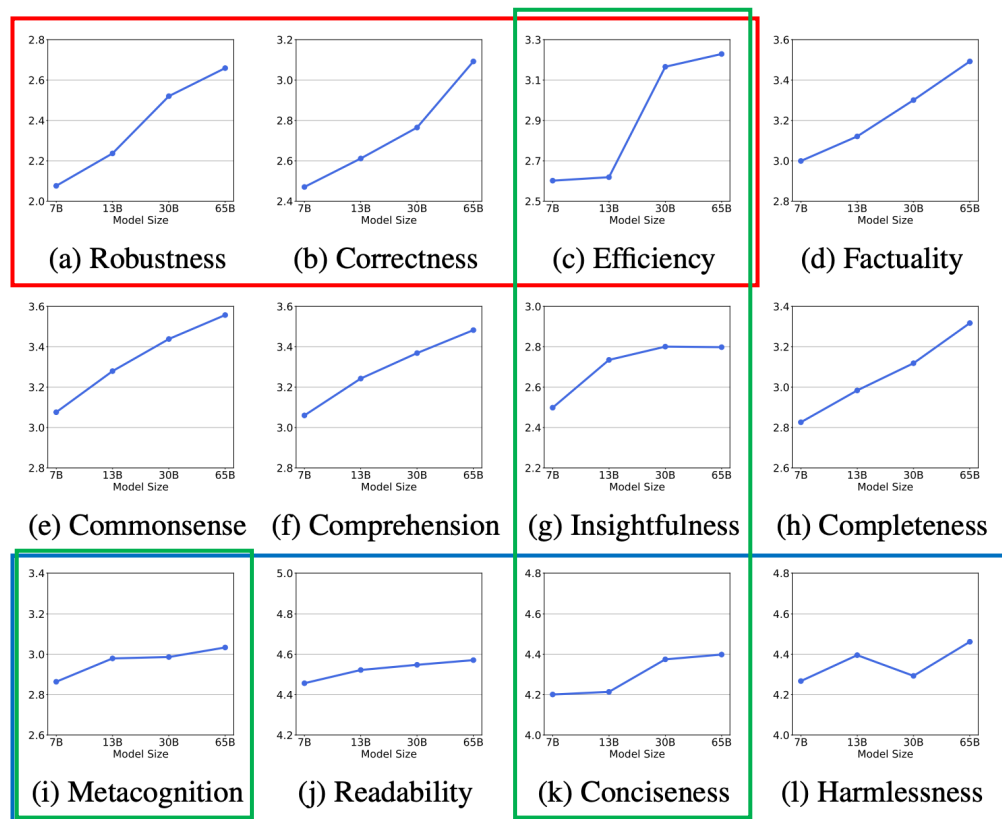 2.8
2.6
2.4
2.2
2.0
7B 13B 30B 65B
Model Size
(a) Robustness
3.2
3.0
2.8
2.6
2.4
7B 13B 30B 65B
Model Size
(b) Correctness
3.3
3.1
2.9
2.7
2.5
7B 13B 30B 65B
Model Size
(c) Efficiency
3.6
3.4
3.2
3.0
2.8
7B 13B 30B 65B
Model Size
(d) Factuality
3.6
3.4
3.2
3.0
2.8
7B 13B 30B 65B
Model Size
(e) Commonsense
3.6
3.4
3.2
3.0
2.8
7B 13B 30B 65B
Model Size
(f) Comprehension
3.0
2.8
2.6
2.4
2.2
7B 13B 30B 65B
Model Size
(g) Insightfulness
3.4
3.2
3.0
2.8
2.6
7B 13B 30B 65B
Model Size
(h) Completeness
3.4
3.2
3.0
2.8
2.6
7B 13B 30B 65B
Model Size
(i) Metacognition
5.0
4.8
4.6
4.4
4.2
7B 13B 30B 65B
Model Size
(j) Readability
4.8
4.6
4.4
4.2
4.0
7B 13B 30B 65B
Model Size
(k) Conciseness
4.8
4.6
4.4
4.2
4.0
7B 13B 30B 65B
Model Size
(l) Harmlessness